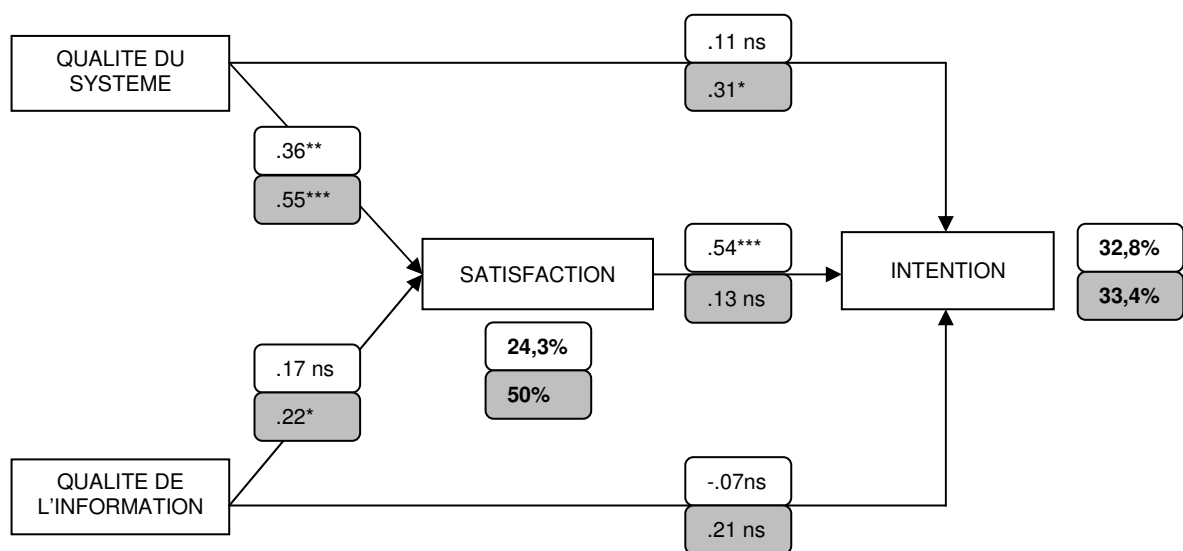 QUALITE DU
SYSTEME
.11 ns
.31*
.36**
.55***
SATISFACTION
.54***
.13 ns
INTENTION
32,8%
33,4%
24,3%
50%
.17 ns
.22*
QUALITE DE
L’INFORMATION
-.07ns
.21 ns